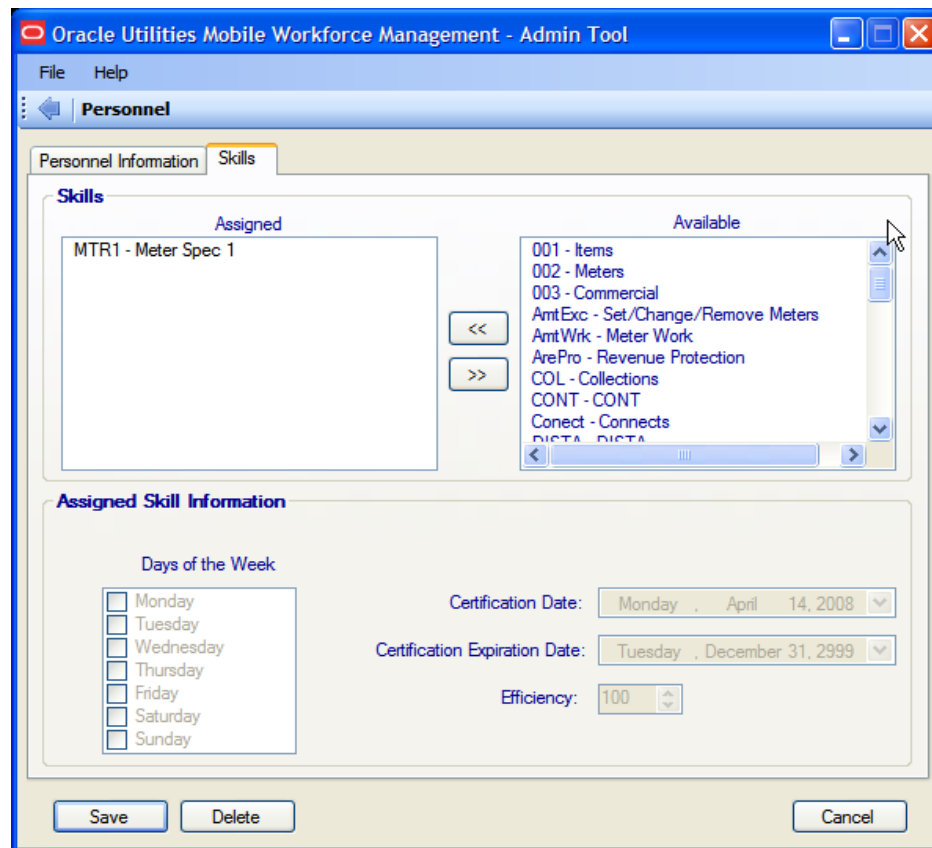 Oracle Utilities Mobile Workforce Management - Admin Tool
File Help
Personnel
Personnel Information Skills
Skills
Assigned
MTR1 - Meter Spec 1
<<
>>
Available
001 - Items
002 - Meters
003 - Commercial
AmtExc - Set/Change/Remove Meters
AmtWrk - Meter Work
ArePro - Revenue Protection
COL - Collections
CONT - CONT
Conect - Connects
DISTA - DISTA
Assigned Skill Information
Days of the Week
Monday
Tuesday
Wednesday
Thursday
Friday
Saturday
Sunday
Certification Date: Monday , April 14, 2008
Certification Expiration Date: Tuesday , December 31, 2999
Efficiency: 100
Save Delete Cancel